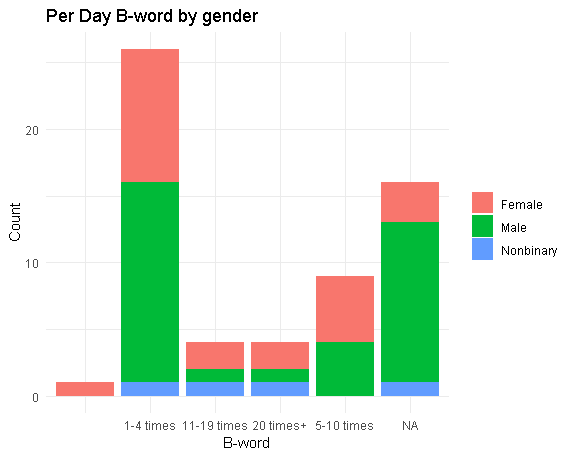 Per Day B-word by gender
20
10
0
Count
1-4 times 11-19 times 20 times+ 5-10 times NA
B-word
Female
Male
Nonbinary